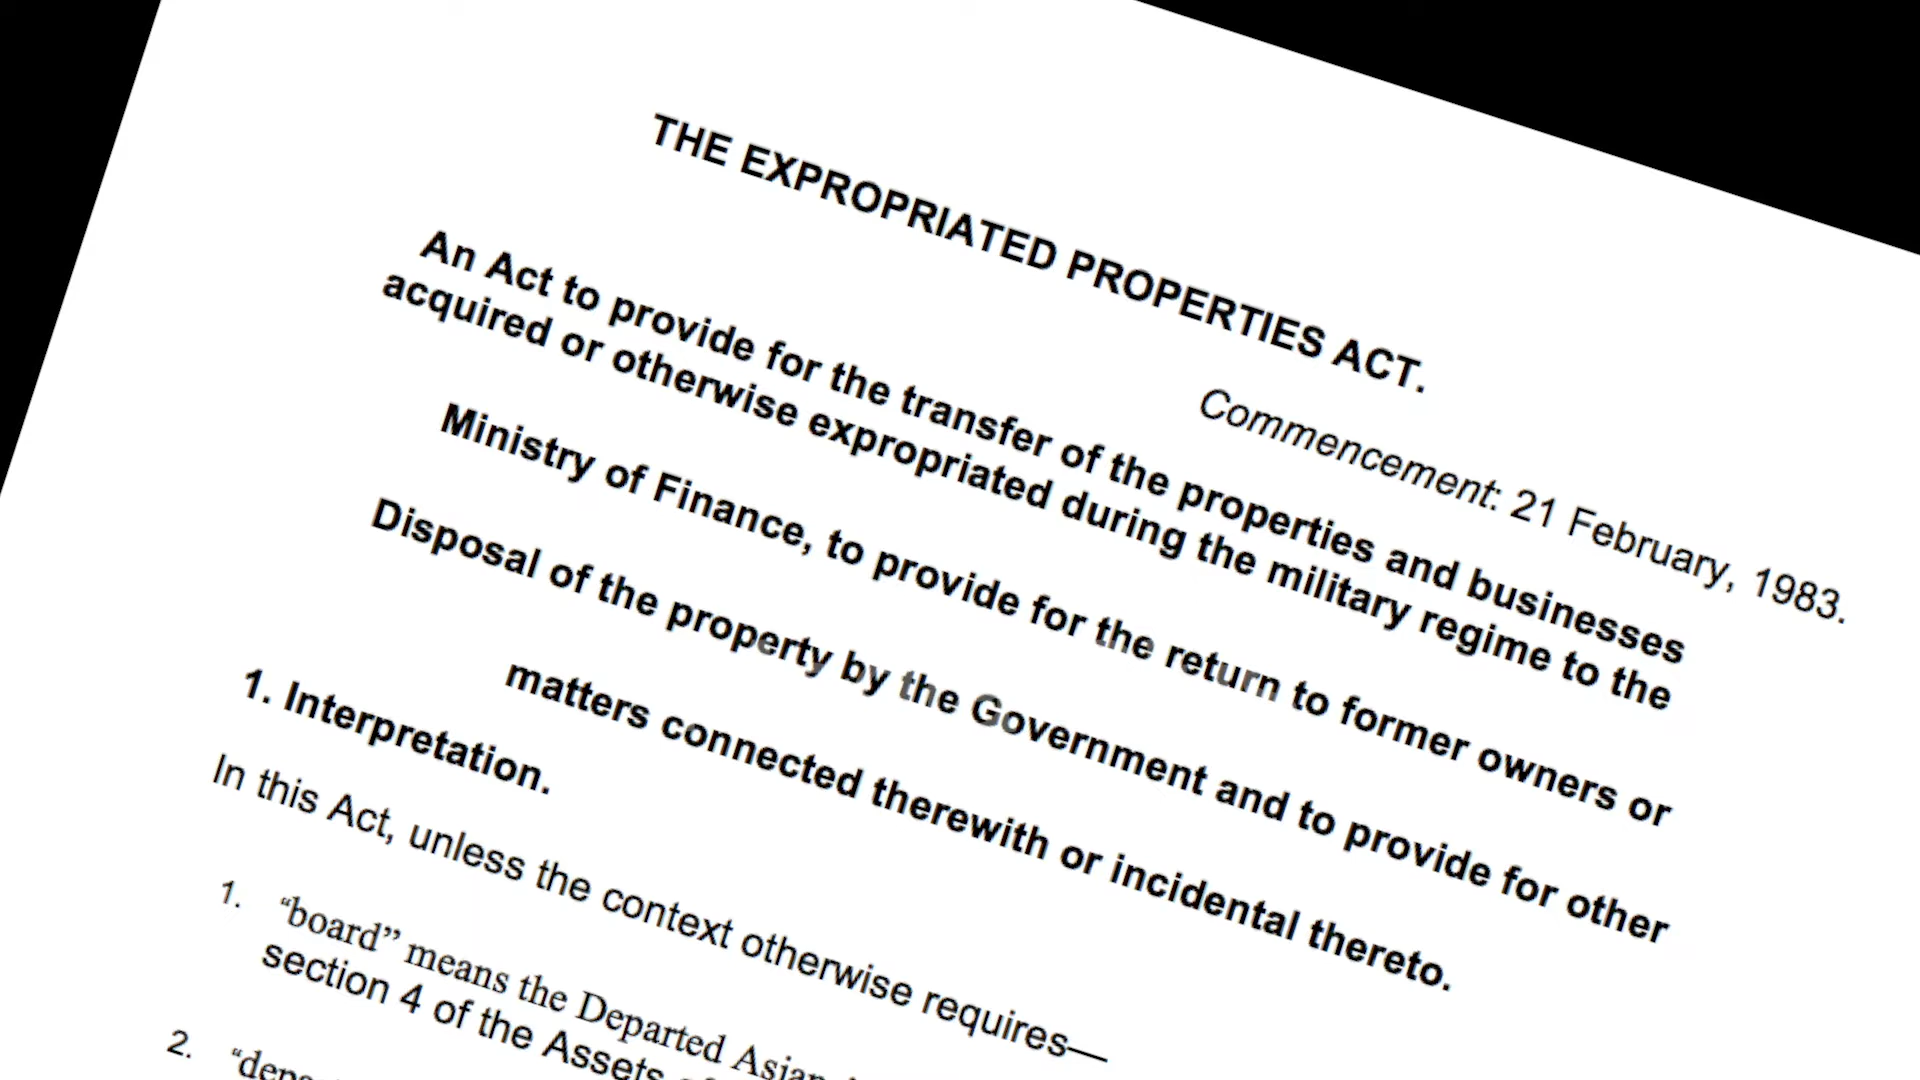 THE EXPROPRIATED PROPERTIES ACT.
Commencement: 21 February, 1983.
An Act to provide for the transfer of the properties and businesses
acquired or otherwise expropriated during the military regime to the
Ministry of Finance, to provide for the return to former owners or
Disposal of the property by the Government and to provide for other
matters connected therewith or incidental thereto.
1. Interpretation.
In this Act, unless the context otherwise requires—
1. “board” means the Departed Asian
section 4 of the Assets
2.